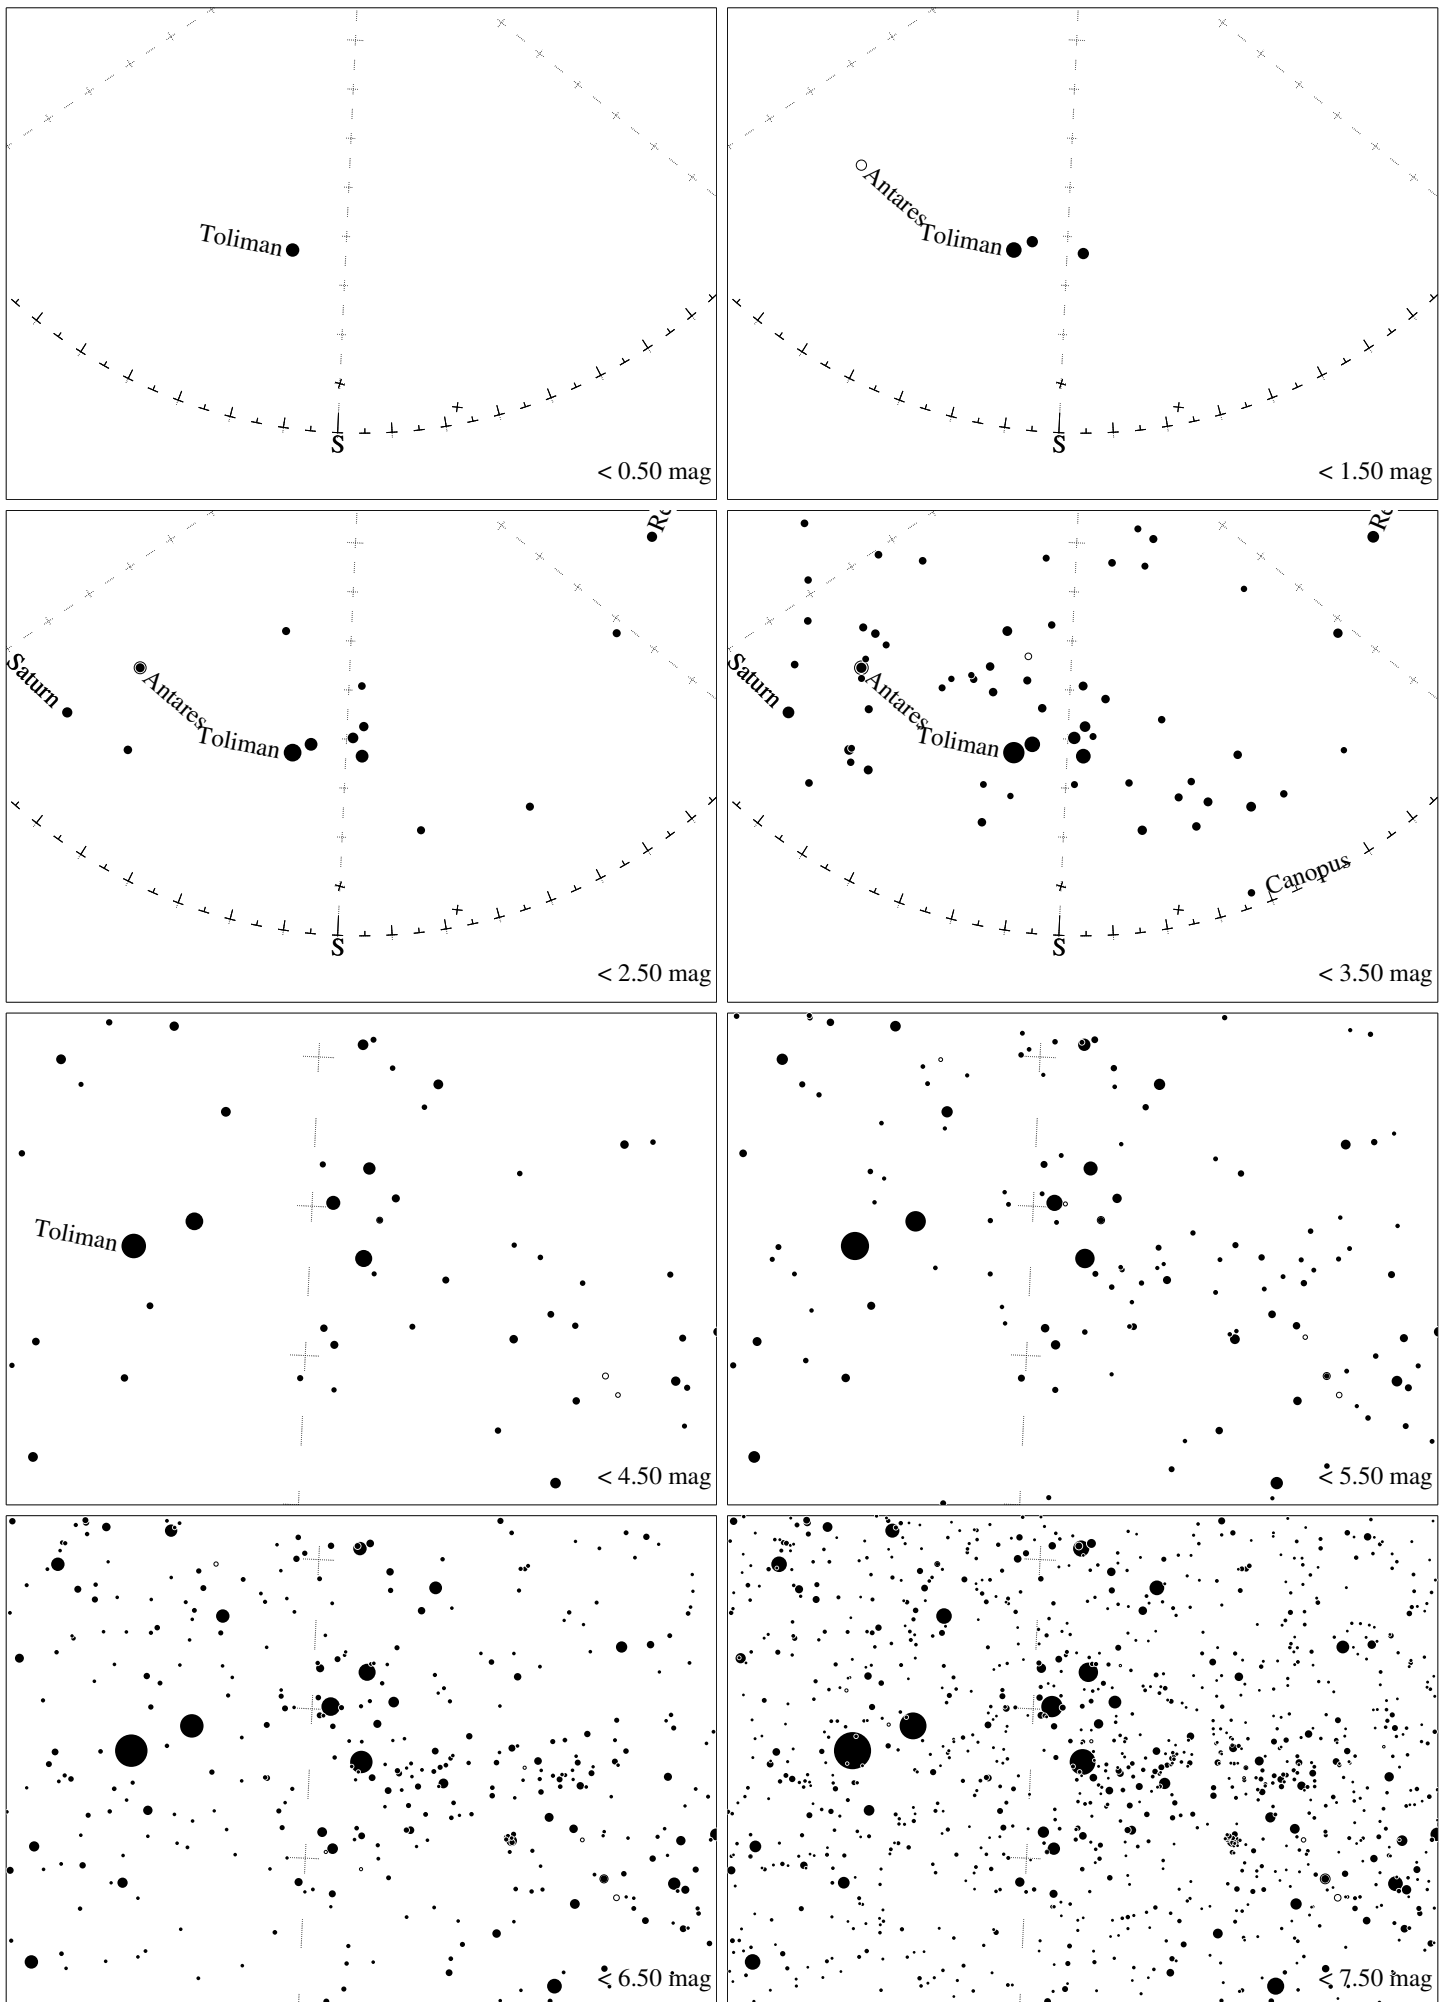 Toliman
S
< 0.50 mag
Antares
Toliman
S
< 1.50 mag
Saturn
Antares
Toliman
S
< 2.50 mag
Saturn
Antares
Toliman
Canopus
S
< 3.50 mag
Toliman
< 4.50 mag
< 5.50 mag
< 6.50 mag
< 7.50 mag